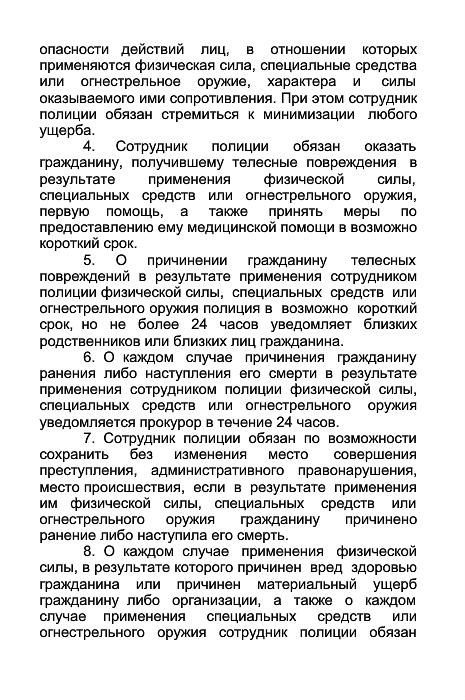 опасности действий лиц, в отношении которых
применяются физическая сила, специальные средства
или огнестрельное оружие, характера и силы
оказываемого ими сопротивления. При этом сотрудник
полиции обязан стремиться к минимизации любого
ущерба.
4. Сотрудник полиции обязан оказать
гражданину, получившему телесные повреждения в
результате применения физической силы,
специальных средств или огнестрельного оружия,
первую помощь, а также принять меры по
предоставлению ему медицинской помощи в возможно
короткий срок.
5. О причинении гражданину телесных
повреждений в результате применения сотрудником
полиции физической силы, специальных средств или
огнестрельного оружия полиция в возможно короткий
срок, но не более 24 часов уведомляет близких
родственников или близких лиц гражданина.
6. О каждом случае причинения гражданину
ранения либо наступления его смерти в результате
применения сотрудником полиции физической силы,
специальных средств или огнестрельного оружия
уведомляется прокурор в течение 24 часов.
7. Сотрудник полиции обязан по возможности
сохранить без изменения место совершения
преступления, административного правонарушения,
место происшествия, если в результате применения
им физической силы, специальных средств или
огнестрельного оружия гражданину причинено
ранение либо наступила его смерть.
8. О каждом случае применения физической
силы, в результате которого причинен вред здоровью
гражданина или причинен материальный ущерб
гражданину либо организации, а также о каждом
случае применения специальных средств или
огнестрельного оружия сотрудник полиции обязан